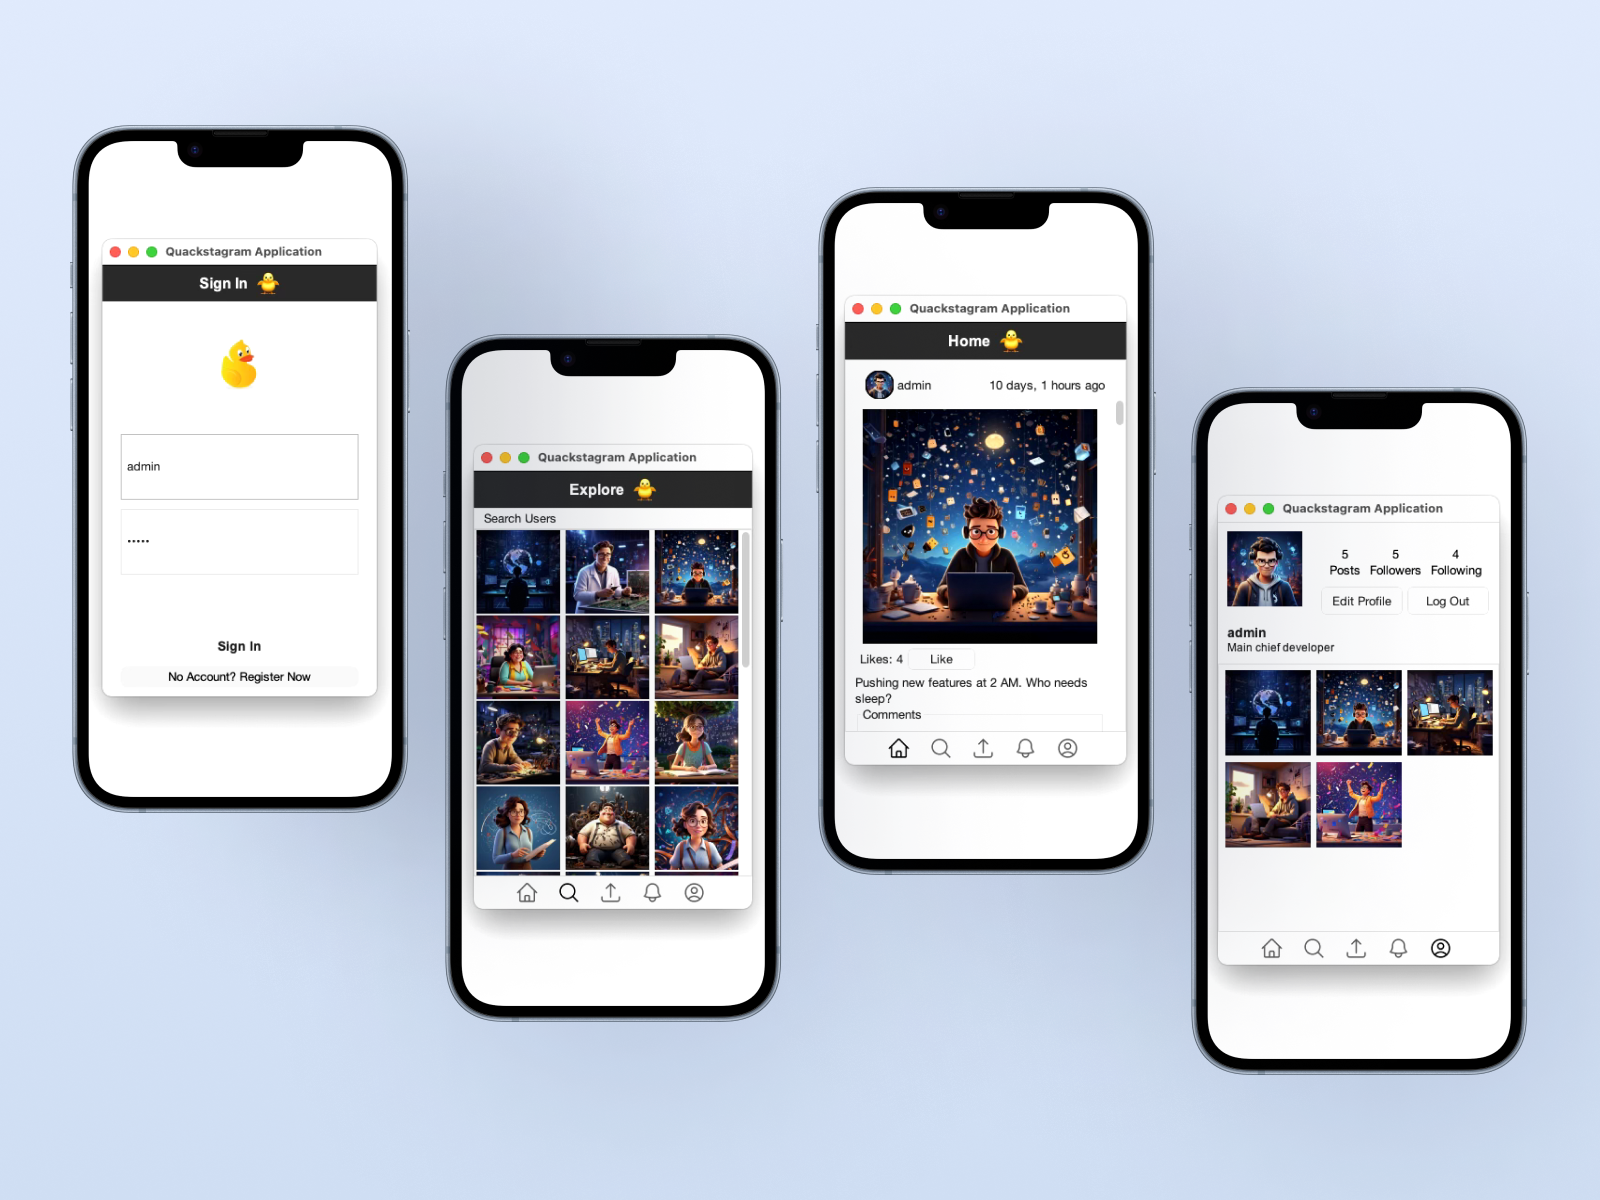 Quackstagram Application
Sign In
admin
•••••
Sign In
No Account? Register Now
Quackstagram Application
Explore
Search Users
Quackstagram Application
Home
admin
10 days, 1 hours ago
Likes: 4
Like
Pushing new features at 2 AM. Who needs
sleep?
Comments
Quackstagram Application
5 5 4
Posts Followers Following
Edit Profile
Log Out
admin
Main chief developer